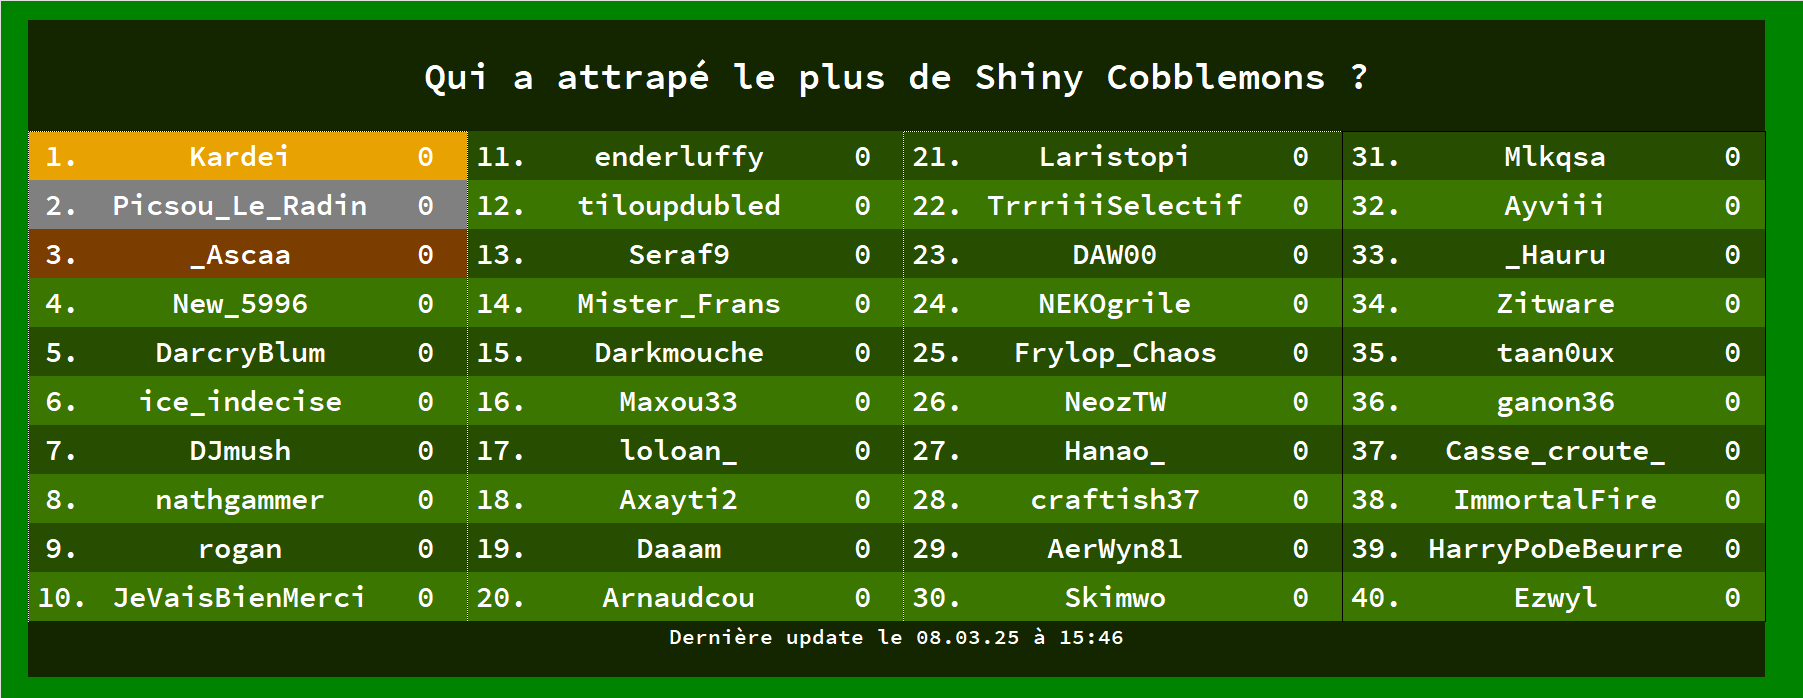 Qui a attrapé le plus de Shiny Cobblemons ?
1. Kardei 0 11. enderluffy 0 21. Laristopi 0 31. Mlkqsa 0
2. Picsou_Le_Radin 0 12. tiloupdubled 0 22. TrrriiiSelectif 0 32. Ayviii 0
3. _Ascaa 0 13. Seraf9 0 23. DAW00 0 33. _Hauru 0
4. New_5996 0 14. Mister_Frans 0 24. NEKOgrile 0 34. Zitware 0
5. DarcryBlum 0 15. Darkmouche 0 25. Frylop_Chaos 0 35. taan0ux 0
6. ice_indecise 0 16. Maxou33 0 26. NeozTW 0 36. ganon36 0
7. DJmush 0 17. loloan_ 0 27. Hanao_ 0 37. Casse_croute_ 0
8. nathgammer 0 18. Axayti2 0 28. craftish37 0 38. ImmortalFire 0
9. rogan 0 19. Daaam 0 29. AerWyn81 0 39. HarryPoDeBeurre 0
10. JeVaisBienMerci 0 20. Arnaudcou 0 30. Skimwo 0 40. Ezwyl 0
Dernière update le 08.03.25 à 15:46